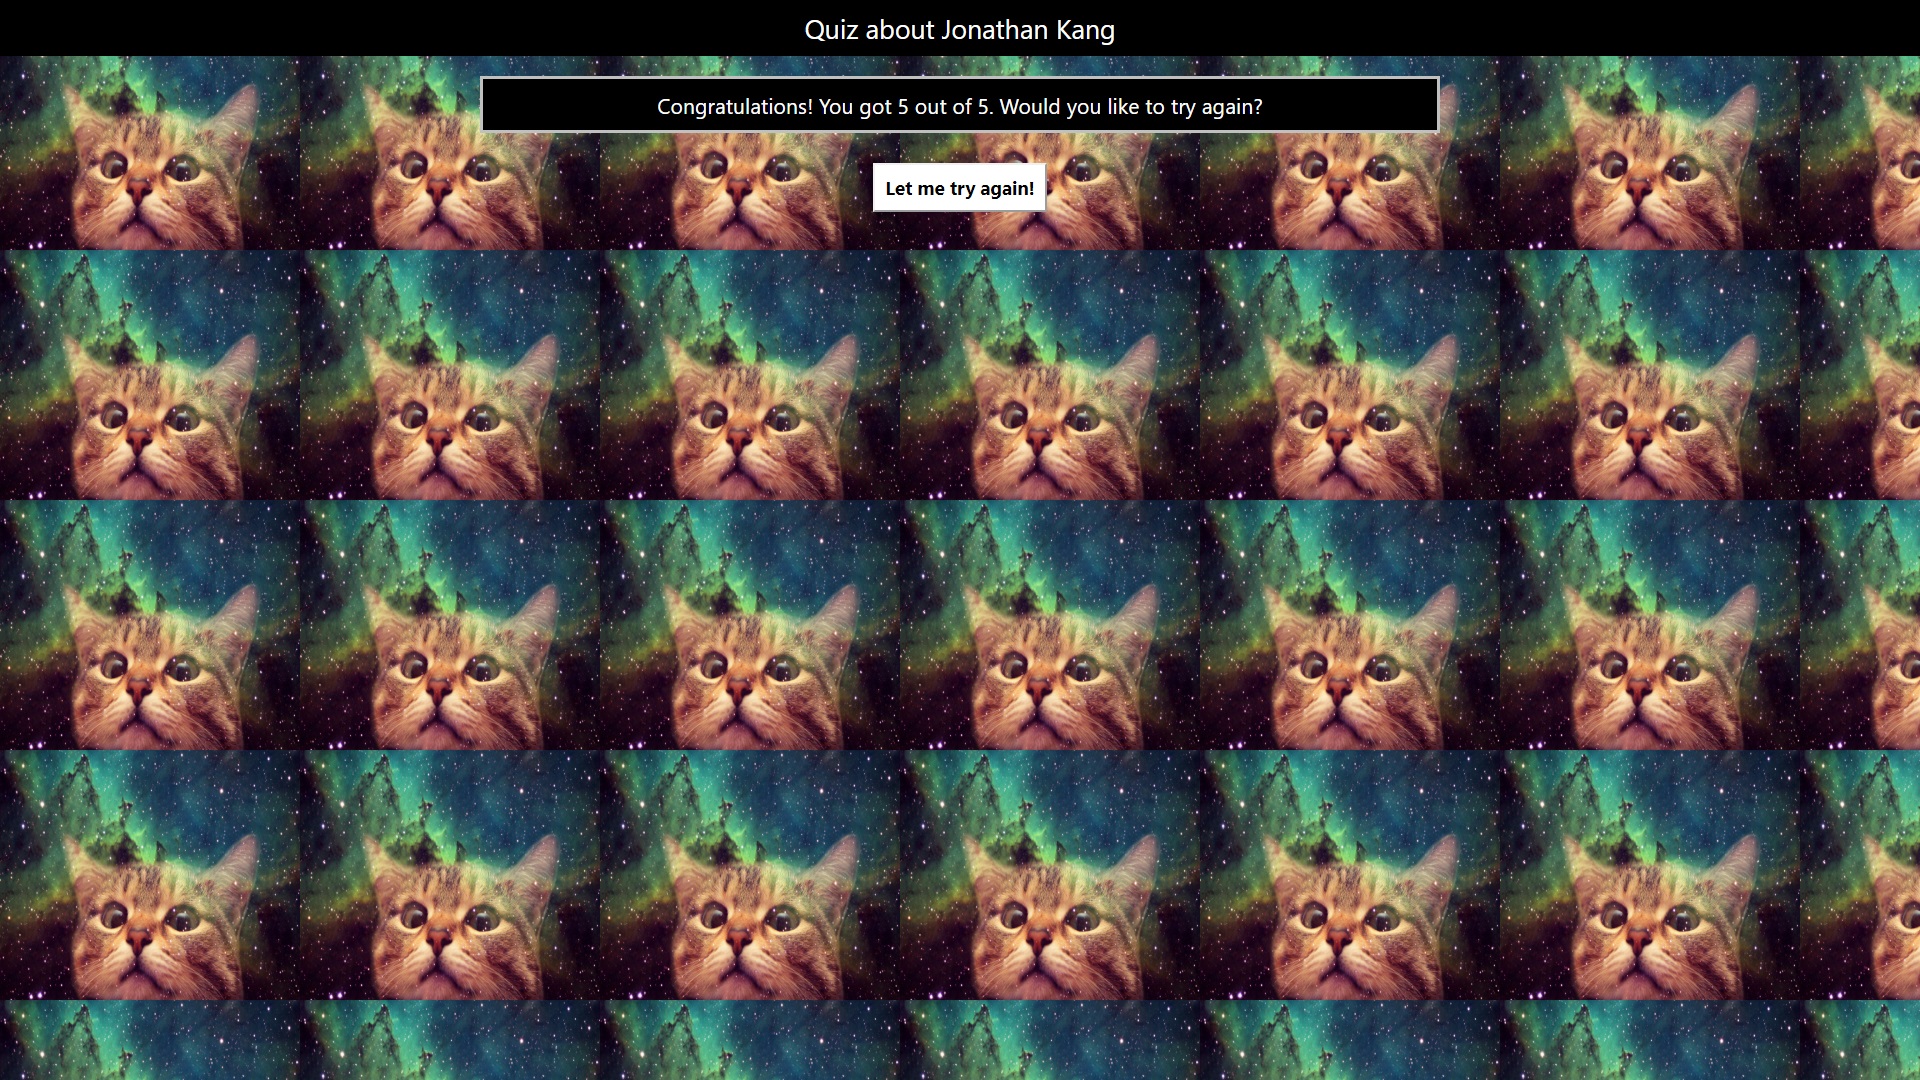 Quiz about Jonathan Kang
Congratulations! You got 5 out of 5. Would you like to try again?
Let me try again!